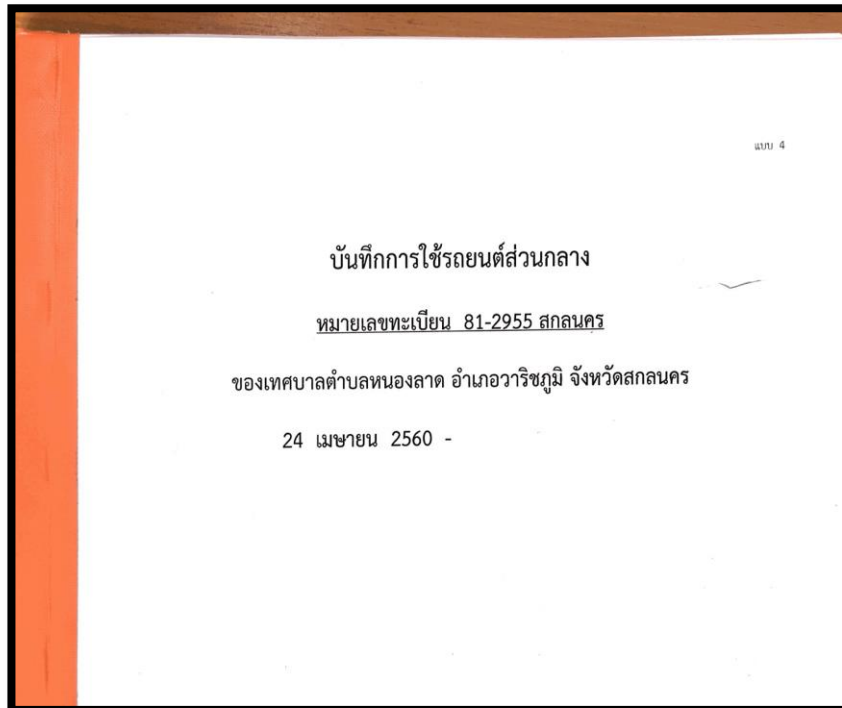 แบบ 4
บันทึกการใช้รถยนต์ส่วนกลาง
หมายเลขทะเบียน 81-2955 สกลนคร
ของเทศบาลตำบลหนองลาด อำเภอวาริชภูมิ จังหวัดสกลนคร
24 เมษายน 2560 -